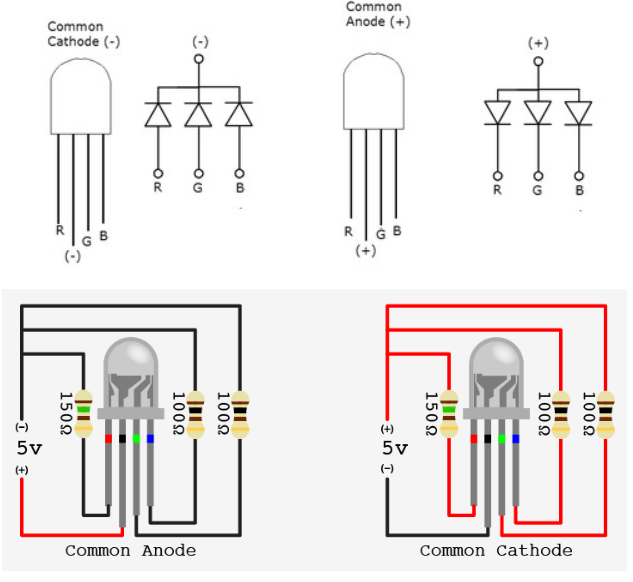 Common
Cathode (-)
(-)
R
G
B
R
(-)
G
B
Common
Anode (+)
(+)
R
G
B
R
(+)
G
B
(-)
5v
(+)
150Ω
100Ω
100Ω
Common Anode
(+)
5v
(-)
150Ω
100Ω
100Ω
Common Cathode